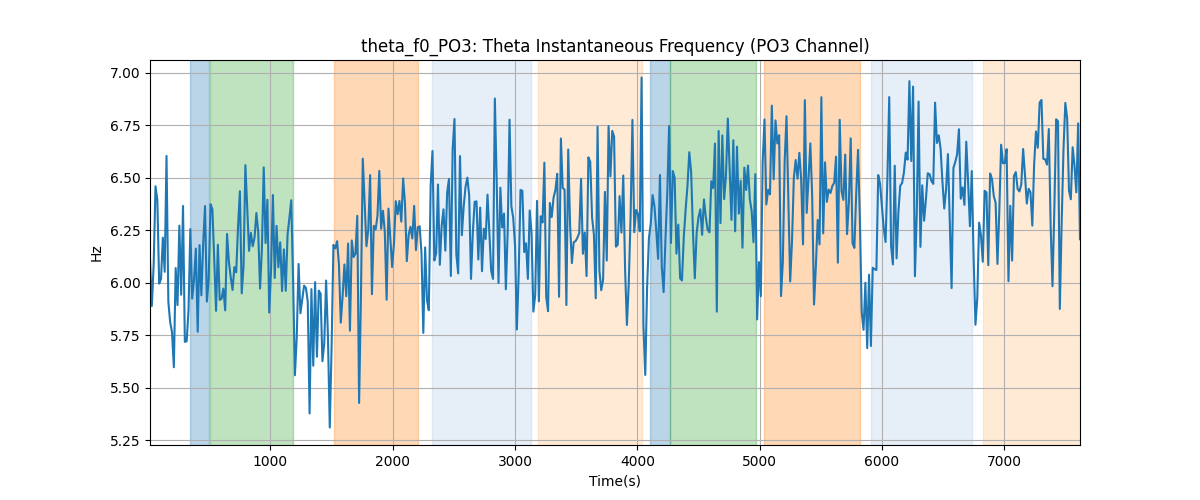 theta_f0_PO3: Theta Instantaneous Frequency (PO3 Channel)
7.00
6.75
6.50
6.25
6.00
5.75
5.50
5.25
Hz
1000 2000 3000 4000 5000 6000 7000
Time(s)